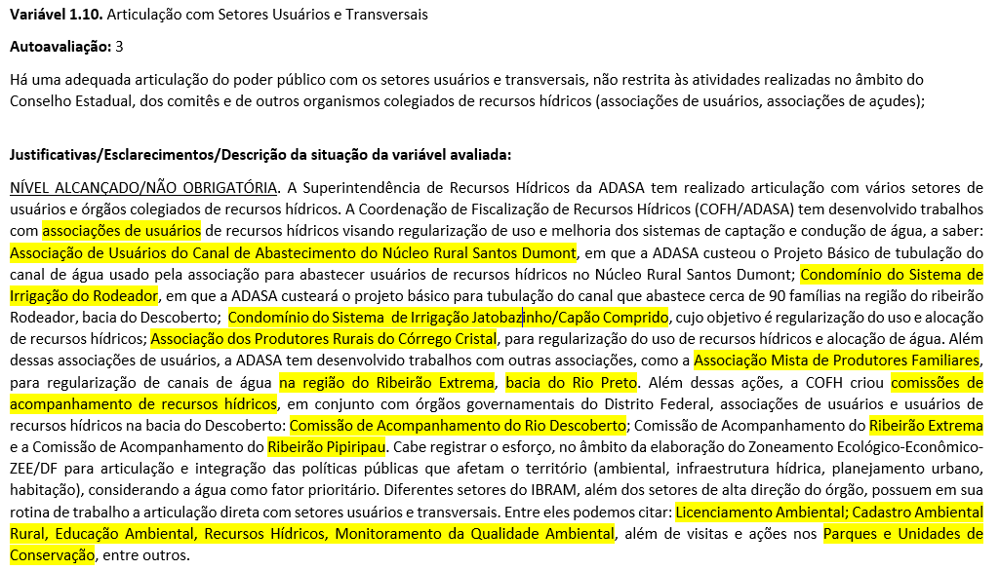 Variável 1.10. Articulação com Setores Usuários e Transversais
Autoavaliação: 3
Há uma adequada articulação do poder público com os setores usuários e transversais, não restrita às atividades realizadas no âmbito do
Conselho Estadual, dos comitês e de outros organismos colegiados de recursos hídricos (associações de usuários, associações de açudes);
Justificativas/Esclarecimentos/Descrição da situação da variável avaliada:
NÍVEL ALCANÇADO/NÃO OBRIGATÓRIA. A Superintendência de Recursos Hídricos da ADASA tem realizado articulação com vários setores de
usuários e órgãos colegiados de recursos hídricos. A Coordenação de Fiscalização de Recursos Hídricos (COFH/ADASA) tem desenvolvido trabalhos
com associações de usuários de recursos hídricos visando regularização de uso e melhoria dos sistemas de captação e condução de água, a saber:
Associação de Usuários do Canal de Abastecimento do Núcleo Rural Santos Dumont, em que a ADASA custeou o Projeto Básico de tubulação do
canal de água usado pela associação para abastecer usuários de recursos hídricos no Núcleo Rural Santos Dumont; Condomínio do Sistema de
Irrigação do Rodeador, em que a ADASA custeará o projeto básico para tubulação do canal que abastece cerca de 90 famílias na região do ribeirão
Rodeador, bacia do Descoberto; Condomínio do Sistema de Irrigação Jatobazinho/Capão Comprido, cujo objetivo é regularização do uso e alocação
de recursos hídricos; Associação dos Produtores Rurais do Córrego Cristal, para regularização do uso de recursos hídricos e alocação de água. Além
dessas associações de usuários, a ADASA tem desenvolvido trabalhos com outras associações, como a Associação Mista de Produtores Familiares,
para regularização de canais de água na região do Ribeirão Extrema, bacia do Rio Preto. Além dessas ações, a COFH criou comissões de
acompanhamento de recursos hídricos, em conjunto com órgãos governamentais do Distrito Federal, associações de usuários e usuários de
recursos hídricos na bacia do Descoberto: Comissão de Acompanhamento do Rio Descoberto; Comissão de Acompanhamento do Ribeirão Extrema
e a Comissão de Acompanhamento do Ribeirão Pipiripau. Cabe registrar o esforço, no âmbito da elaboração do Zoneamento Ecológico-Econômico-
ZEE/DF para articulação e integração das políticas públicas que afetam o território (ambiental, infraestrutura hídrica, planejamento urbano,
habitação), considerando a água como fator prioritário. Diferentes setores do IBRAM, além dos setores de alta direção do órgão, possuem em sua
rotina de trabalho a articulação direta com setores usuários e transversais. Entre eles podemos citar: Licenciamento Ambiental; Cadastro Ambiental
Rural, Educação Ambiental, Recursos Hídricos, Monitoramento da Qualidade Ambiental, além de visitas e ações nos Parques e Unidades de
Conservação, entre outros.